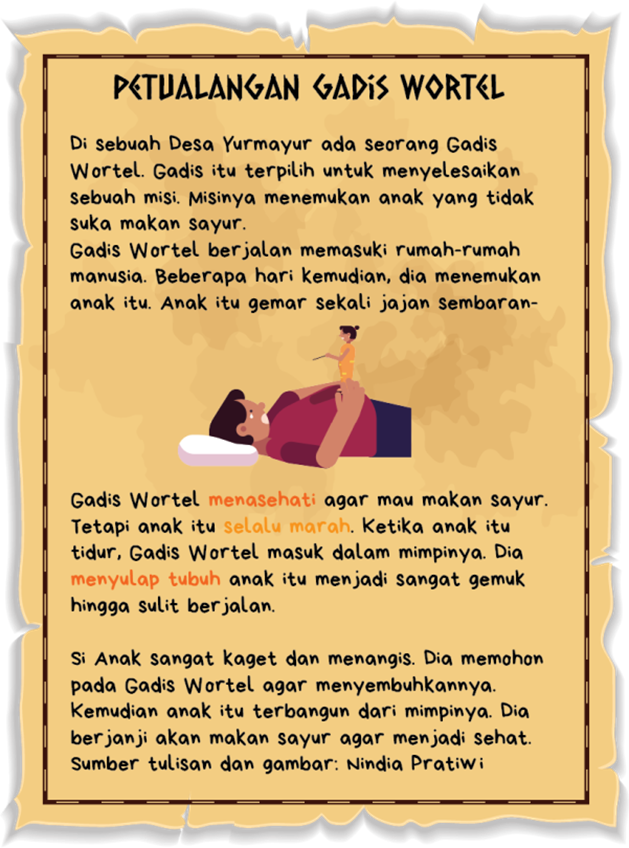 PETUALANGAN GADIS WORTEL
Di sebuah Desa Yurmayur ada seorang Gadis
Wortel. Gadis itu terpilih untuk menyelesaikan
sebuah misi. Misinya menemukan anak yang tidak
suka makan sayur.
Gadis Wortel berjalan memasuki rumah-rumah
manusia. Beberapa hari kemudian, dia menemukan
anak itu. Anak itu gemar sekali jajan sembaran-
Gadis Wortel menasehati agar mau makan sayur.
Tetapi anak itu selalu marah. Ketika anak itu
tidur, Gadis Wortel masuk dalam mimpinya. Dia
menyulap tubuh anak itu menjadi sangat gemuk
hingga sulit berjalan.
Si Anak sangat kaget dan menangis. Dia memohon
pada Gadis Wortel agar menyembuhkannya.
Kemudian anak itu terbangun dari mimpinya. Dia
berjanji akan makan sayur agar menjadi sehat.
Sumber tulisan dan gambar: Nindia Pratiwi